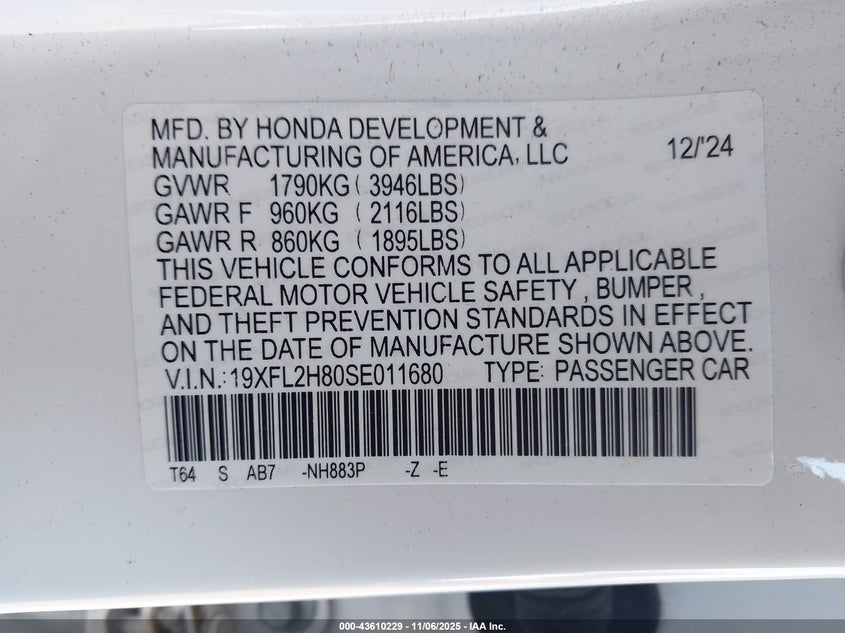 MFD. BY HONDA DEVELOPMENT &
MANUFACTURING OF AMERICA, LLC 12/'24
GVWR 1790KG ( 3946LBS)
GAWR F 960KG ( 2116LBS)
GAWR R 860KG ( 1895LBS)
THIS VEHICLE CONFORMS TO ALL APPLICABLE
FEDERAL MOTOR VEHICLE SAFETY , BUMPER ,
AND THEFT PREVENTION STANDARDS IN EFFECT
ON THE DATE OF MANUFACTURE SHOWN ABOVE.
V.I.N.:19XFL2H80SE011680 TYPE: PASSENGER CAR
T64 S AB7 -NH883P -Z -E
000-43610229 - 11/06/2025 - IAA Inc.